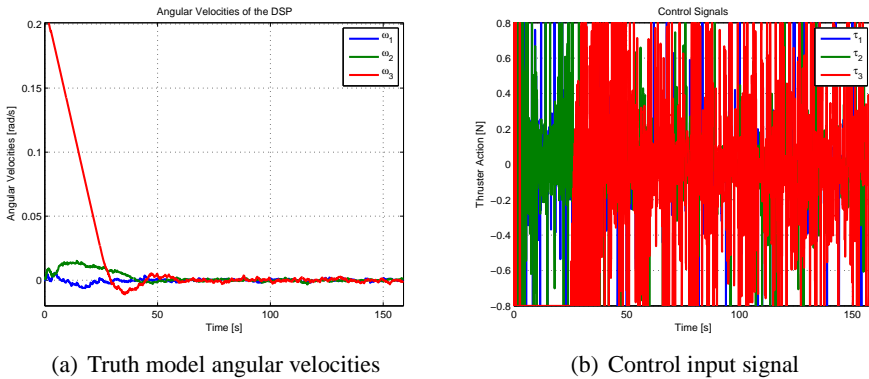 Angular Velocities of the DSP
0.2
0.15
0.1
0.05
0
Angular Velocities [rad/s]
ω1
ω2
ω3
0
50
100
150
Time [s]
(a) Truth model angular velocities
Control Signals
0.8
0.6
0.4
0.2
0
−0.2
−0.4
−0.6
−0.8
Thruster Action [N]
τ1
τ2
τ3
0
50
100
150
Time [s]
(b) Control input signal